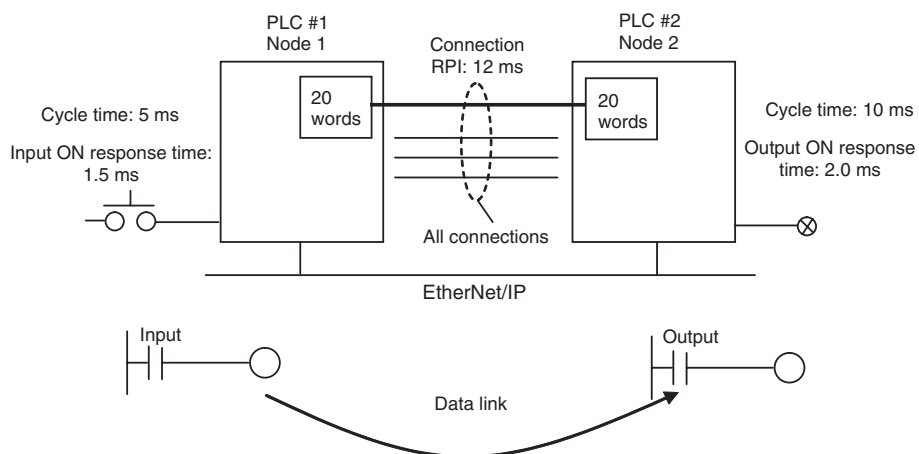 PLC #1
Node 1
PLC #2
Node 2
Connection
RPI: 12 ms
20
words
20
words
Cycle time: 5 ms
Input ON response time:
1.5 ms
Cycle time: 10 ms
Output ON response
time: 2.0 ms
All connections
EtherNet/IP
Input
Output
Data link